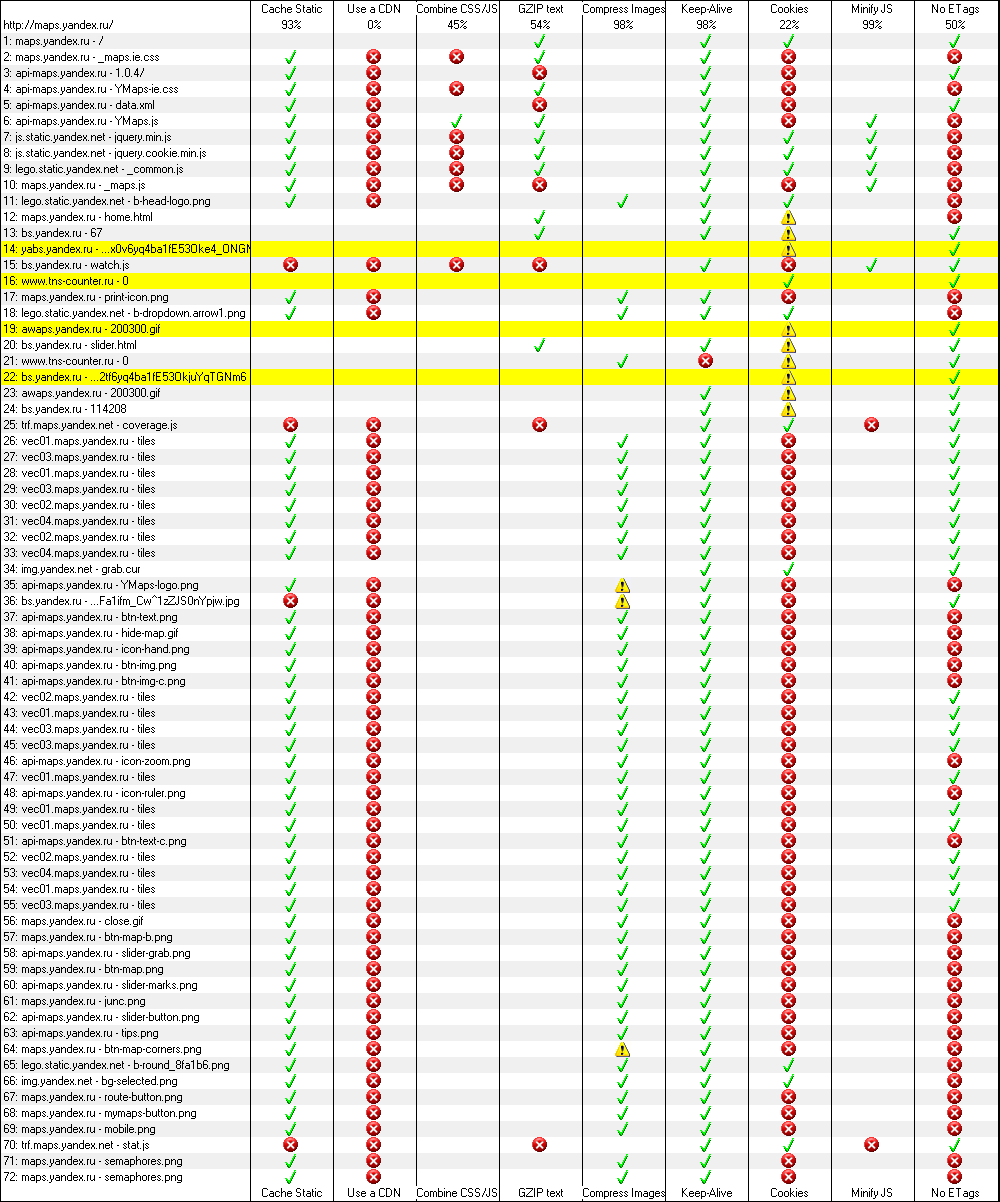 Cache Static Use a CDN Combine CSS/JS GZIP text Compress Images Keep-Alive Cookies Minify JS No ETags
http://maps.yandex.ru/ 93% 0% 45% 54% 98% 98% 22% 99% 50%
1: maps.yandex.ru - /
2: maps.yandex.ru - _maps.ie.css
3: api-maps.yandex.ru - 1.0.4/
4: api-maps.yandex.ru - YMaps-ie.css
5: api-maps.yandex.ru - data.xml
6: api-maps.yandex.ru - YMaps.js
7: js.static.yandex.net - jquery.min.js
8: js.static.yandex.net - jquery.cookie.min.js
9: lego.static.yandex.net - _common.js
10: maps.yandex.ru - _maps.js
11: lego.static.yandex.net - b-head-logo.png
12: maps.yandex.ru - home.html
13: bs.yandex.ru - 67
14: yabs.yandex.ru - ...x0v6yq4ba1fE53Oke4_ONGN
15: bs.yandex.ru - watch.js
16: www.tns-counter.ru - 0
17: maps.yandex.ru - print-icon.png
18: lego.static.yandex.net - b-dropdown.arrow1.png
19: awaps.yandex.ru - 200300.gif
20: bs.yandex.ru - slider.html
21: www.tns-counter.ru - 0
22: bs.yandex.ru - ...2tf6yq4ba1fE53OkjuYqTGNm6
23: awaps.yandex.ru - 200300.gif
24: bs.yandex.ru - 114208
25: trf.maps.yandex.net - coverage.js
26: vec01.maps.yandex.ru - tiles
27: vec03.maps.yandex.ru - tiles
28: vec01.maps.yandex.ru - tiles
29: vec03.maps.yandex.ru - tiles
30: vec02.maps.yandex.ru - tiles
31: vec04.maps.yandex.ru - tiles
32: vec02.maps.yandex.ru - tiles
33: vec04.maps.yandex.ru - tiles
34: img.yandex.net - grab.cur
35: api-maps.yandex.ru - YMaps-logo.png
36: bs.yandex.ru - ...Fa1ifm_Cw^1zZJS0nYpjw.jpg
37: api-maps.yandex.ru - btn-text.png
38: api-maps.yandex.ru - hide-map.gif
39: api-maps.yandex.ru - icon-hand.png
40: api-maps.yandex.ru - btn-img.png
41: api-maps.yandex.ru - btn-img-c.png
42: vec02.maps.yandex.ru - tiles
43: vec01.maps.yandex.ru - tiles
44: vec03.maps.yandex.ru - tiles
45: vec03.maps.yandex.ru - tiles
46: api-maps.yandex.ru - icon-zoom.png
47: vec01.maps.yandex.ru - tiles
48: api-maps.yandex.ru - icon-ruler.png
49: vec01.maps.yandex.ru - tiles
50: vec01.maps.yandex.ru - tiles
51: api-maps.yandex.ru - btn-text-c.png
52: vec02.maps.yandex.ru - tiles
53: vec04.maps.yandex.ru - tiles
54: vec01.maps.yandex.ru - tiles
55: vec03.maps.yandex.ru - tiles
56: maps.yandex.ru - close.gif
57: maps.yandex.ru - btn-map-b.png
58: api-maps.yandex.ru - slider-grab.png
59: maps.yandex.ru - btn-map.png
60: api-maps.yandex.ru - slider-marks.png
61: maps.yandex.ru - junc.png
62: api-maps.yandex.ru - slider-button.png
63: api-maps.yandex.ru - tips.png
64: maps.yandex.ru - btn-map-corners.png
65: lego.static.yandex.net - b-round_8fa1b6.png
66: img.yandex.net - bg-selected.png
67: maps.yandex.ru - route-button.png
68: maps.yandex.ru - mymaps-button.png
69: maps.yandex.ru - mobile.png
70: trf.maps.yandex.net - stat.js
71: maps.yandex.ru - semaphores.png
72: maps.yandex.ru - semaphores.png
Cache Static Use a CDN Combine CSS/JS GZIP text Compress Images Keep-Alive Cookies Minify JS No ETags